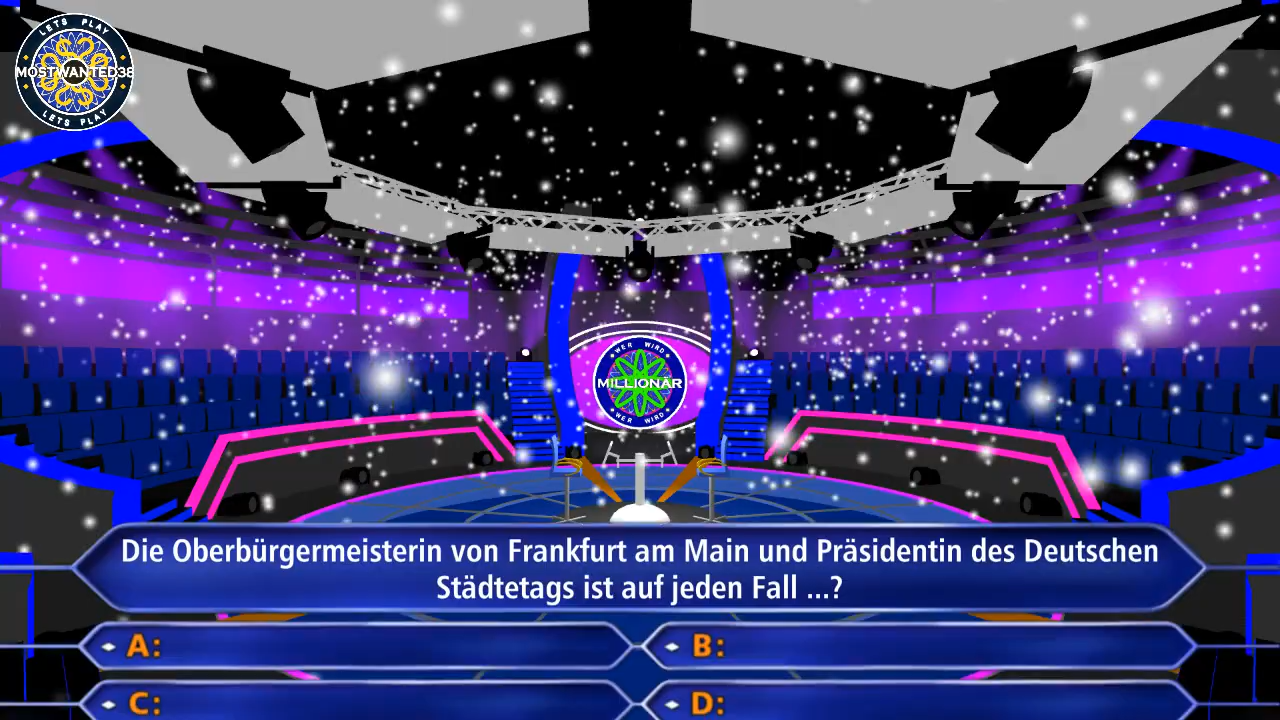 LETS PLAY
MOSTWANTED38
LETS PLAY
WER WIRD
MILLIONÄR
WER WIRD
Die Oberbürgermeisterin von Frankfurt am Main und Präsidentin des Deutschen
Städtetags ist auf jeden Fall ...?
A:
B:
C:
D: